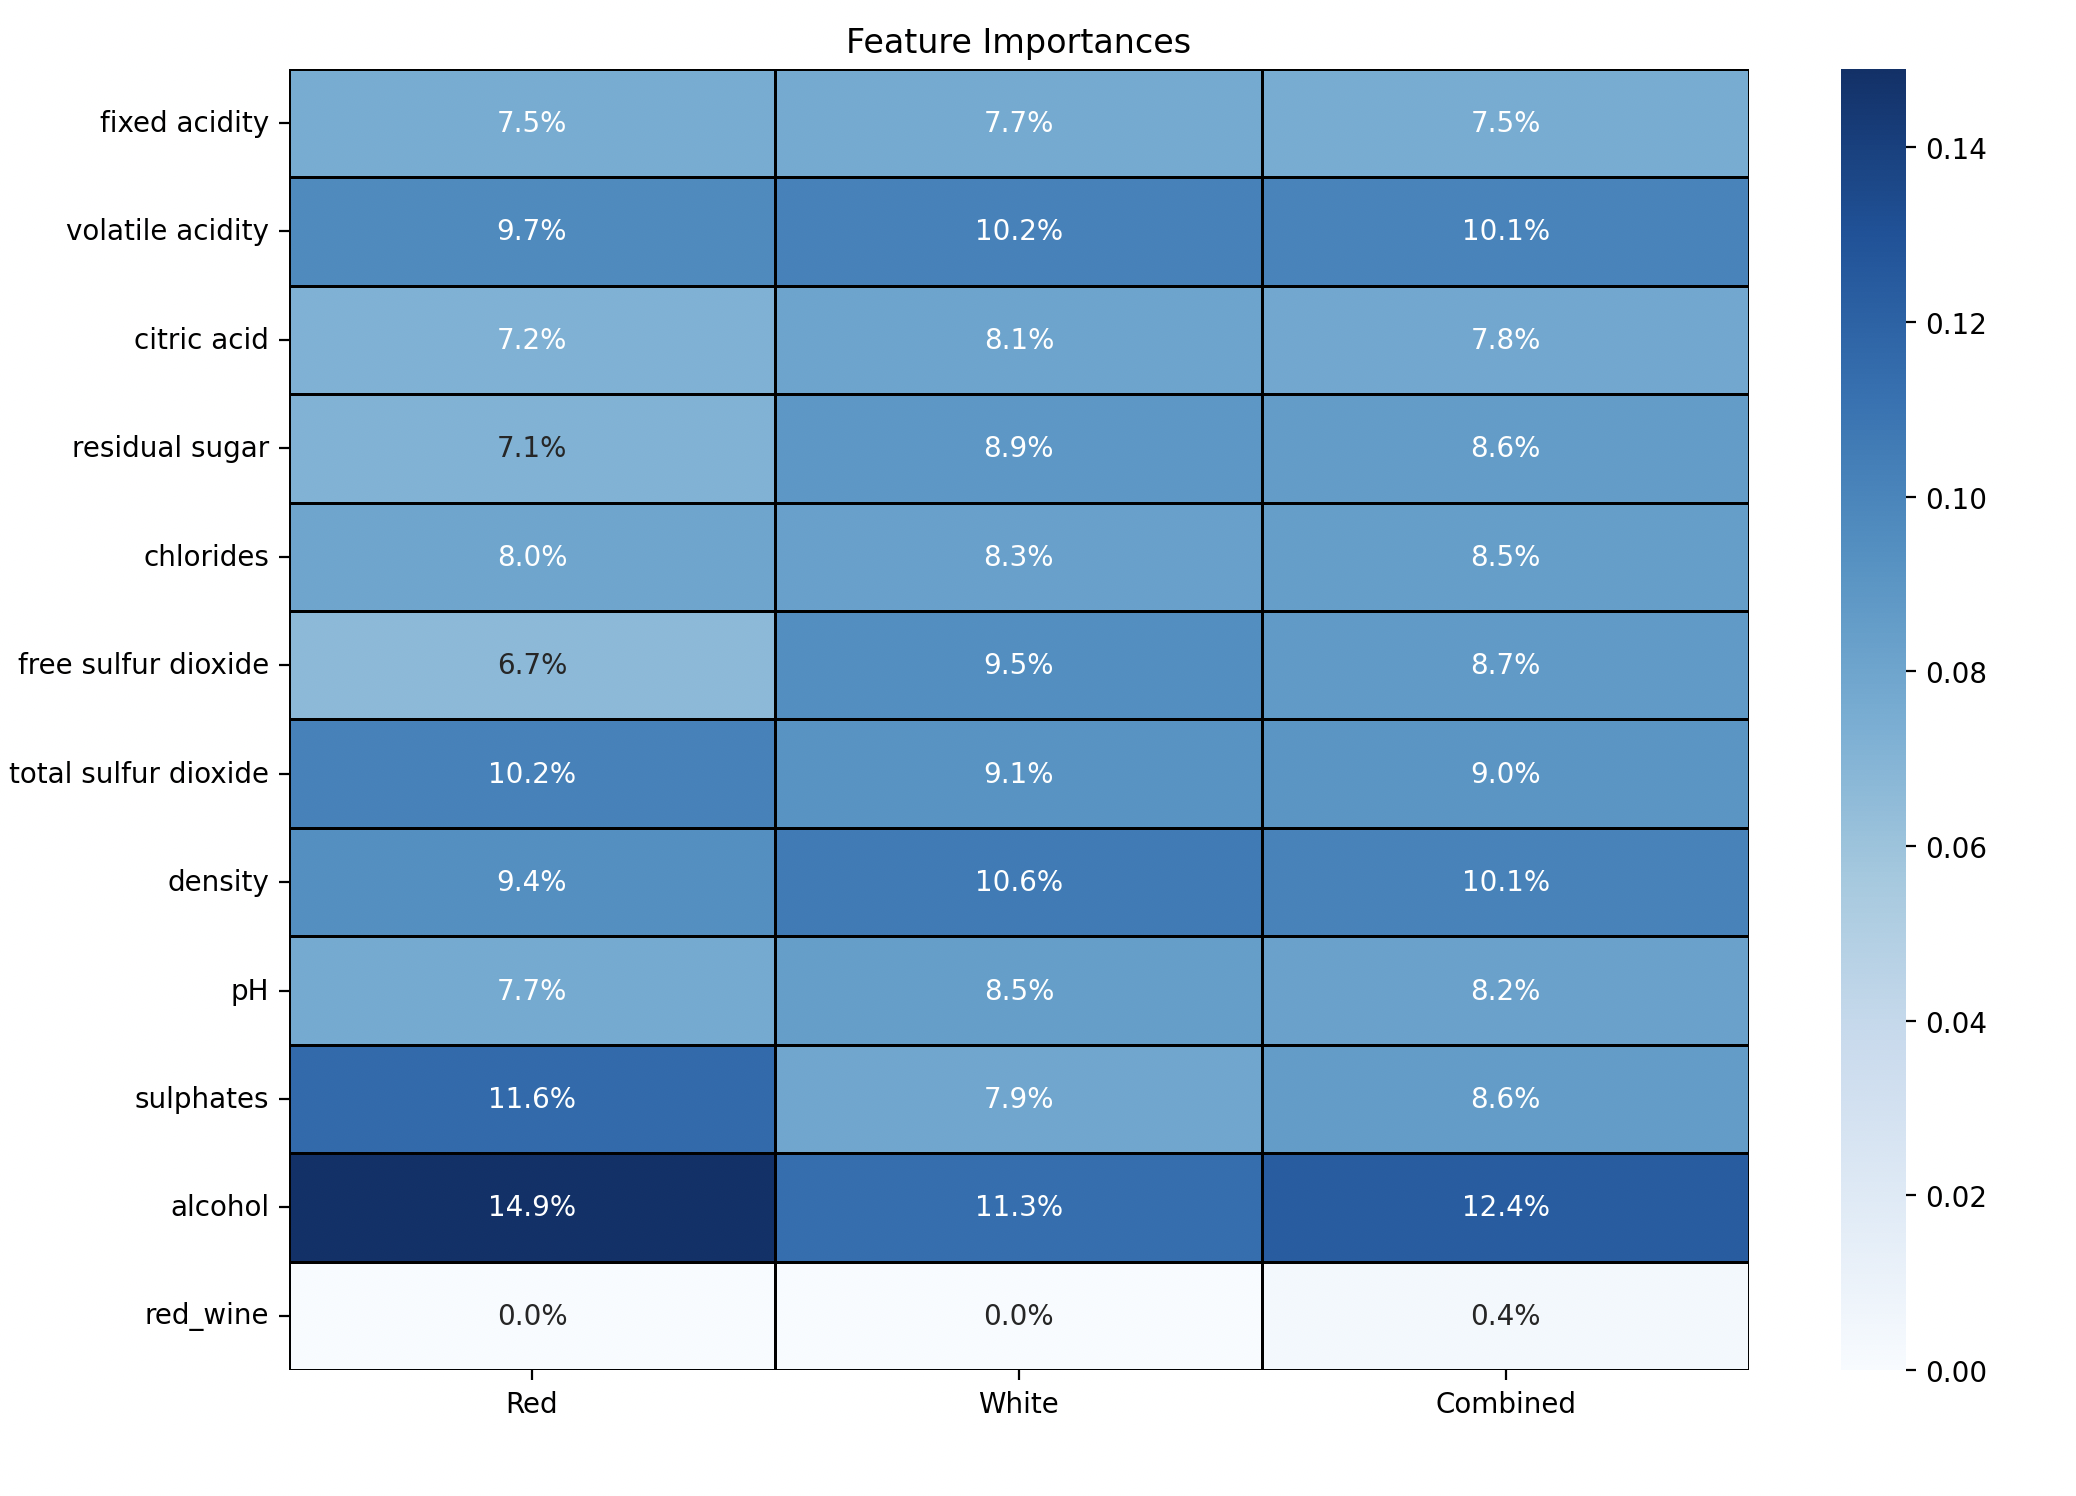 Feature Importances
fixed acidity 7.5% 7.7% 7.5%
volatile acidity 9.7% 10.2% 10.1%
citric acid 7.2% 8.1% 7.8%
residual sugar 7.1% 8.9% 8.6%
chlorides 8.0% 8.3% 8.5%
free sulfur dioxide 6.7% 9.5% 8.7%
total sulfur dioxide 10.2% 9.1% 9.0%
density 9.4% 10.6% 10.1%
pH 7.7% 8.5% 8.2%
sulphates 11.6% 7.9% 8.6%
alcohol 14.9% 11.3% 12.4%
red_wine 0.0% 0.0% 0.4%
Red White Combined
0.14
0.12
0.10
0.08
0.06
0.04
0.02
0.00